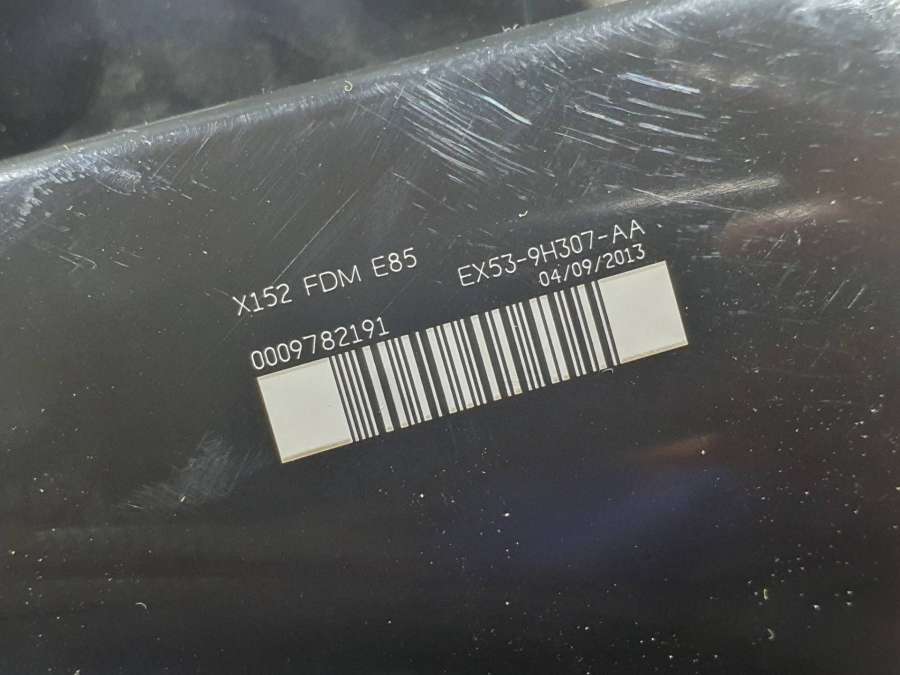 X152 FDM E85
EX53-9H307-AA
04/09/2013
0009782191